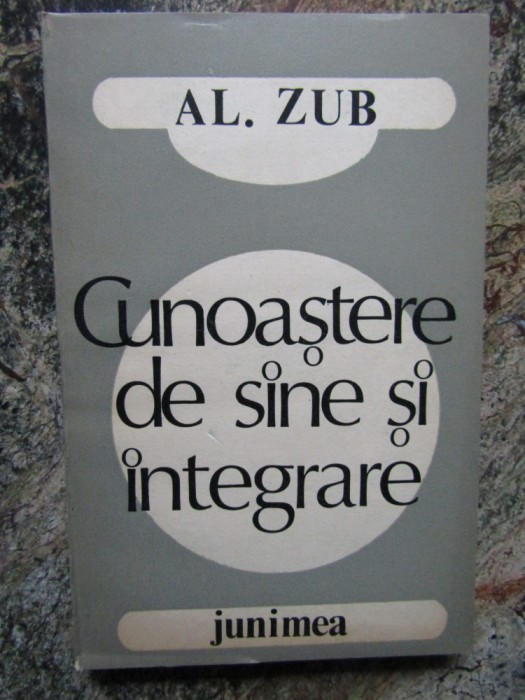 AL. ZUB
Cunoaștere
de sine și
integrare
junimea